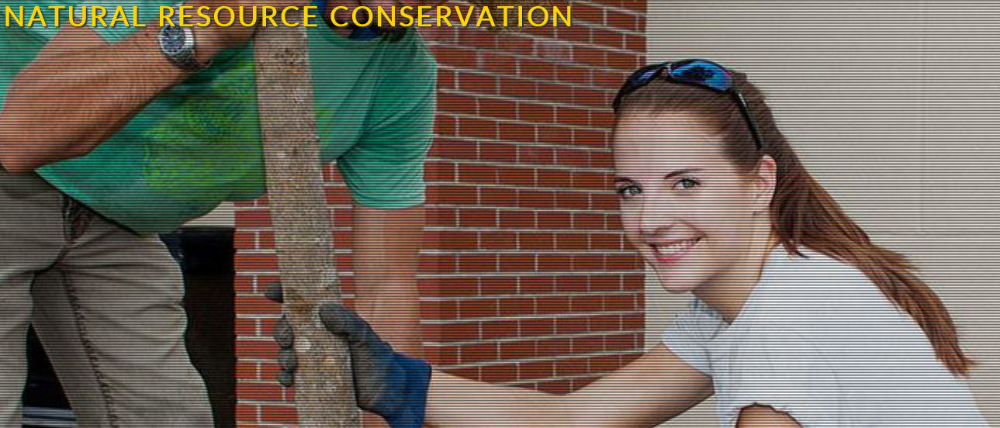 NATURAL RESOURCE CONSERVATION